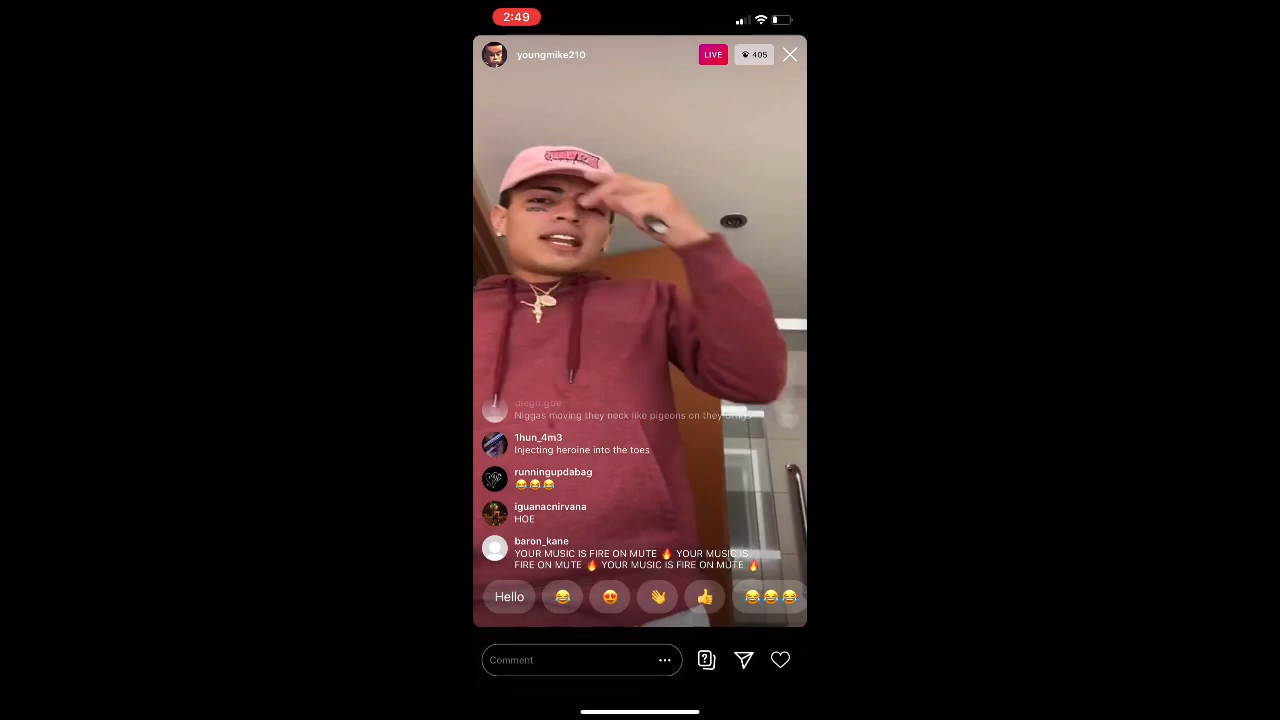 2:49
youngmike210
LIVE
405
diego.goe
Niggas moving they neck like pigeons on they
1hun_4m3
Injecting heroine into the toes
runningupdabag
😂😂😂
iguanacnirvana
HOE
baron_kane
YOUR MUSIC IS FIRE ON MUTE 🔥 YOUR MUSIC IS
FIRE ON MUTE 🔥 YOUR MUSIC IS FIRE ON MUTE 🔥
Hello 😂 😍 👋 👍 😂😂😂
Comment